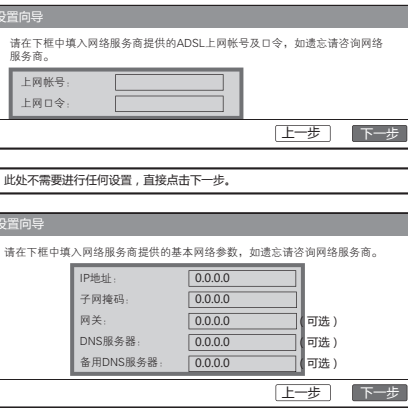 设置向导
请在下框中填入网络服务商提供的ADSL上网帐号及口令，如遗忘请咨询网络
服务商。
上网帐号：
上网口令：
上一步 下一步
此处不需要进行任何设置，直接点击下一步。
设置向导
请在下框中填入网络服务商提供的基本网络参数，如遗忘请咨询网络服务商。
IP地址： 0.0.0.0
子网掩码： 0.0.0.0
网关： 0.0.0.0 (可选)
DNS服务器： 0.0.0.0 (可选)
备用DNS服务器： 0.0.0.0 (可选)
上一步 下一步